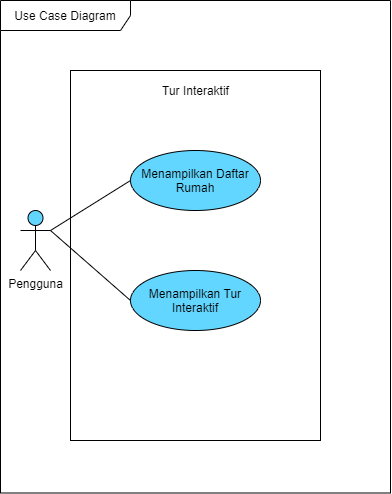 Use Case Diagram
Tur Interaktif
Menampilkan Daftar
Rumah
Pengguna
Menampilkan Tur
Interaktif